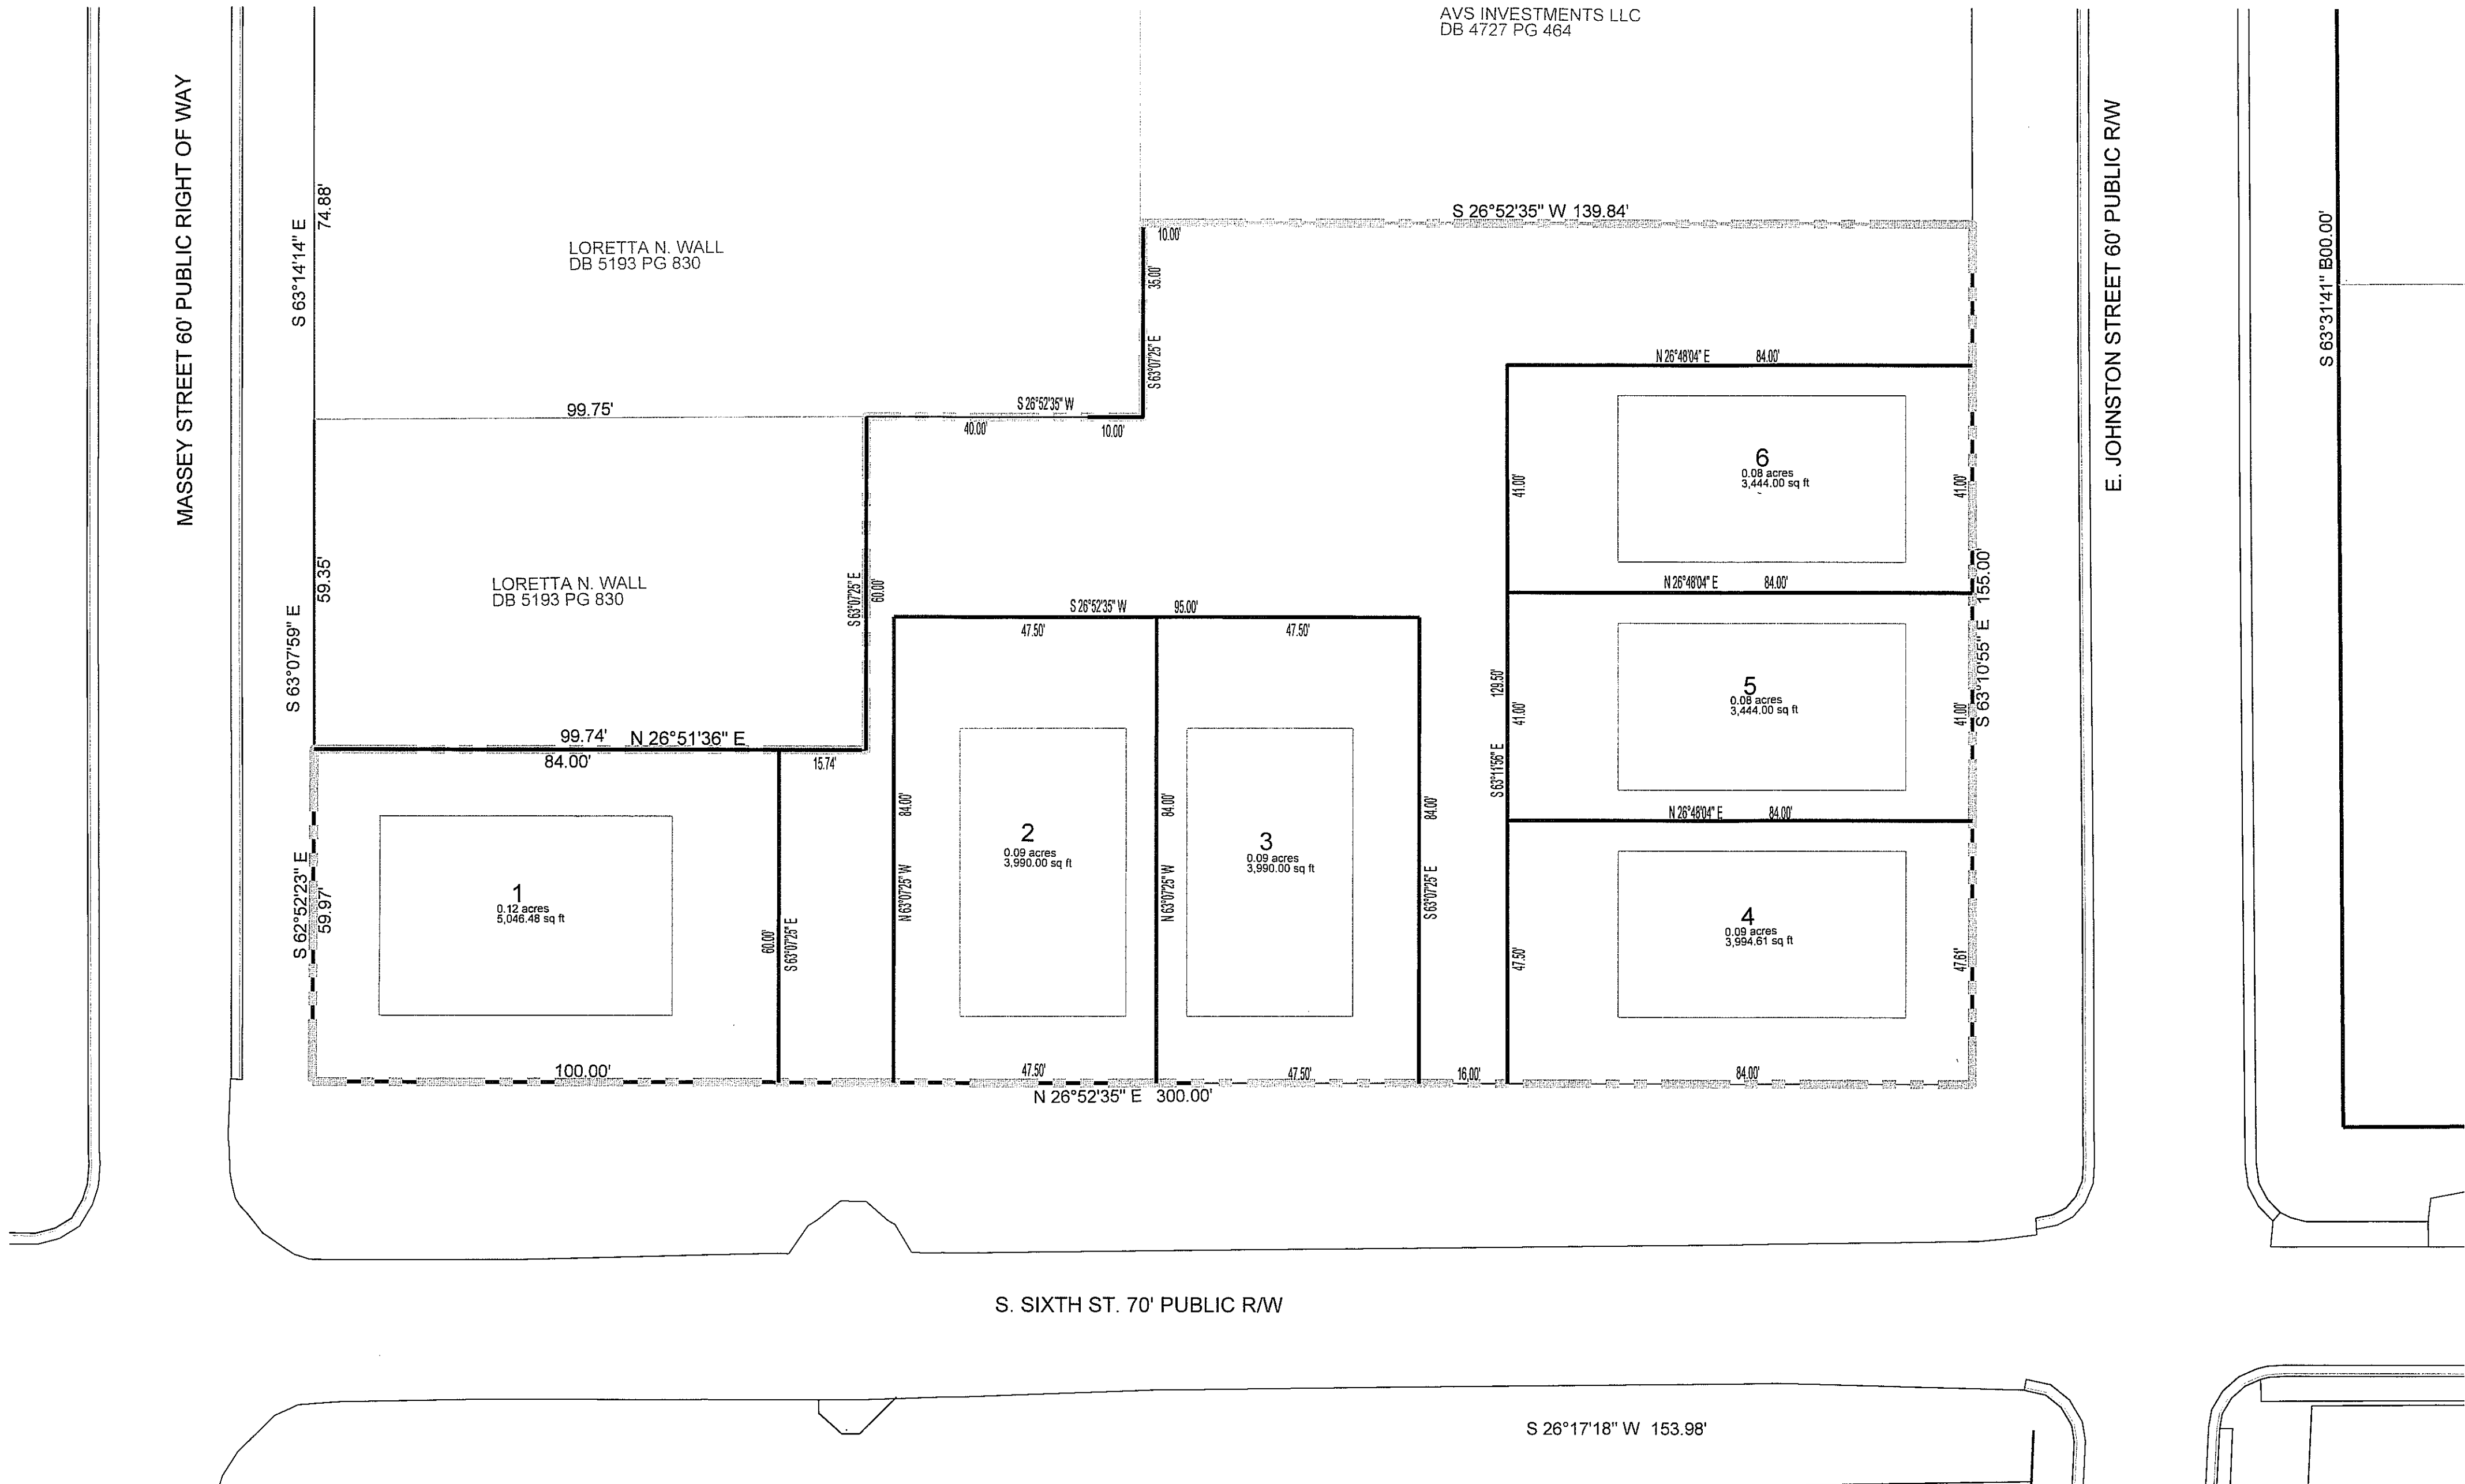 AVS INVESTMENTS LLC
DB 4727 PG 464
MASSEY STREET 60' PUBLIC RIGHT OF WAY
E. JOHNSTON STREET 60' PUBLIC R/W
S 63°14'14" E
74.88'
S 26°52'35" W 139.84'
10.00'
35.00'
S 63°07'25" E
S 63°31'41" E
300.00'
LORETTA N. WALL
DB 5193 PG 830
99.75'
S 26°52'35" W
40.00'
10.00'
N 26°48'04" E 84.00'
6
0.08 acres
3,444.00 sq ft
41.00'
41.00'
S 63°07'59" E
59.35'
LORETTA N. WALL
DB 5193 PG 830
S 63°07'25" E
60.00'
S 26°52'35" W 95.00'
47.50'
47.50'
N 26°48'04" E 84.00'
S 63°10'55" E 155.00'
5
0.08 acres
3,444.00 sq ft
129.50'
S 63°11'56" E
41.00'
41.00'
99.74' N 26°51'36" E
84.00'
15.74'
N 26°48'04" E 84.00'
S 62°52'23" E
59.97'
1
0.12 acres
5,046.48 sq ft
60.00'
S 63°07'25" E
84.00'
N 63°07'25" W
2
0.09 acres
3,990.00 sq ft
84.00'
N 63°07'25" W
3
0.09 acres
3,990.00 sq ft
84.00'
S 63°07'25" E
4
0.09 acres
3,994.61 sq ft
47.50'
47.61'
100.00'
47.50'
47.50'
16.00'
84.00'
N 26°52'35" E 300.00'
S. SIXTH ST. 70' PUBLIC R/W
S 26°17'18" W 153.98'